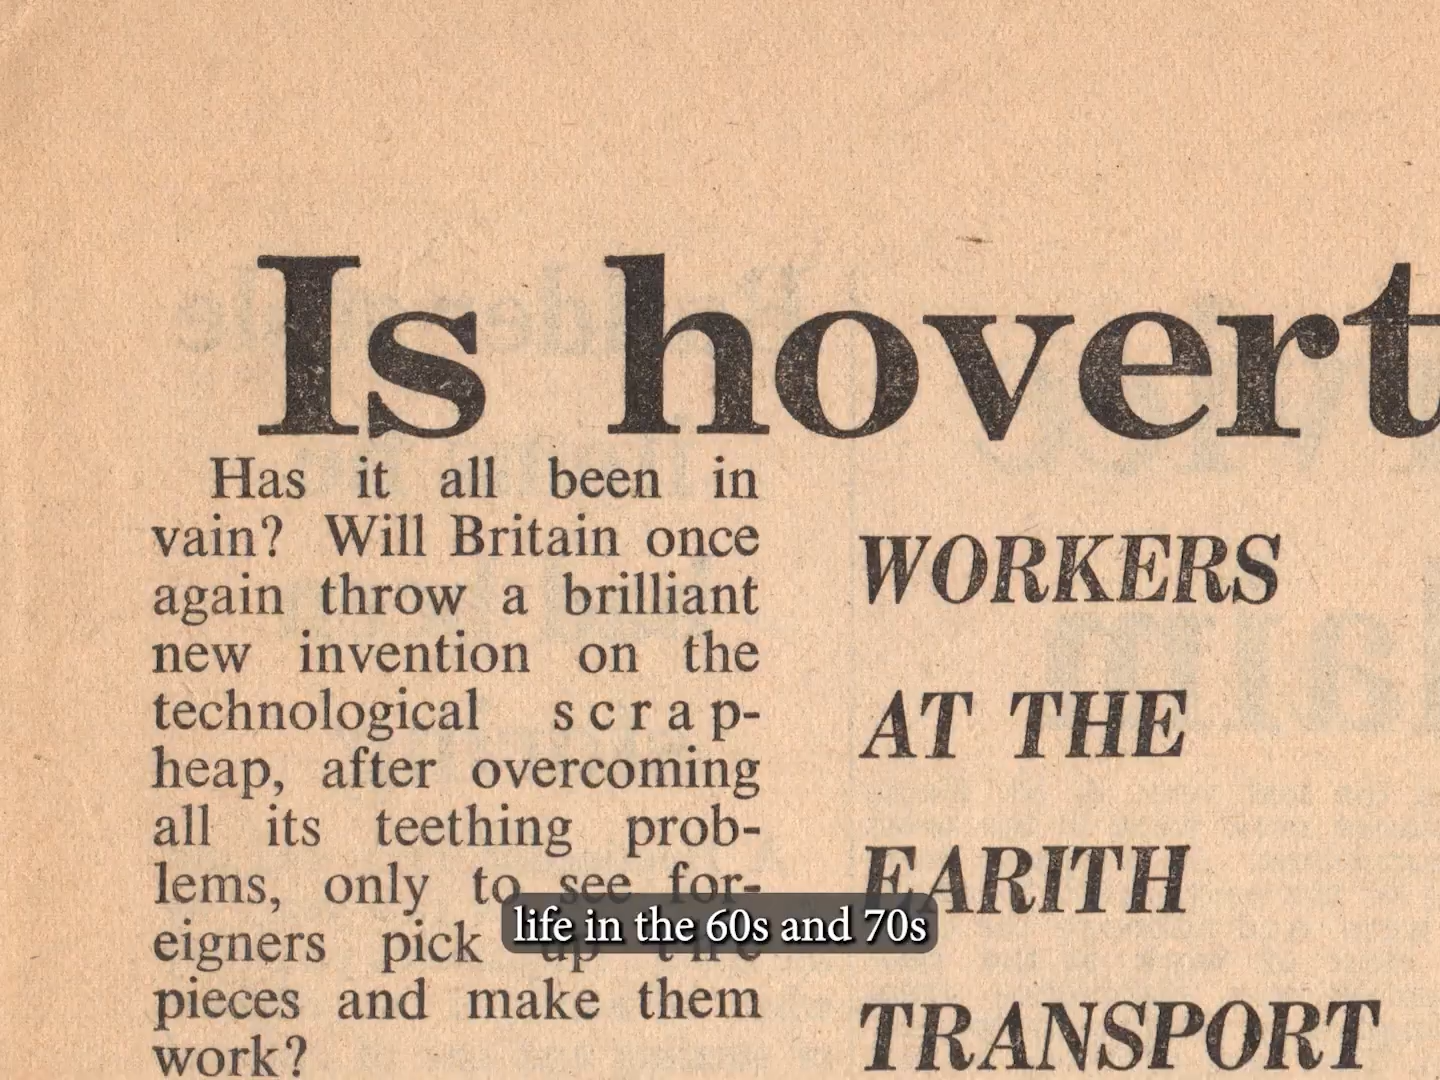 Is hovert
Has it all been in
vain? Will Britain once
again throw a brilliant
new invention on the
technological scrap-
heap, after overcoming
all its teething prob-
lems, only to see for-
eigners pick up the
pieces and make them
work?
WORKERS
AT THE
EARITH
TRANSPORT
life in the 60s and 70s